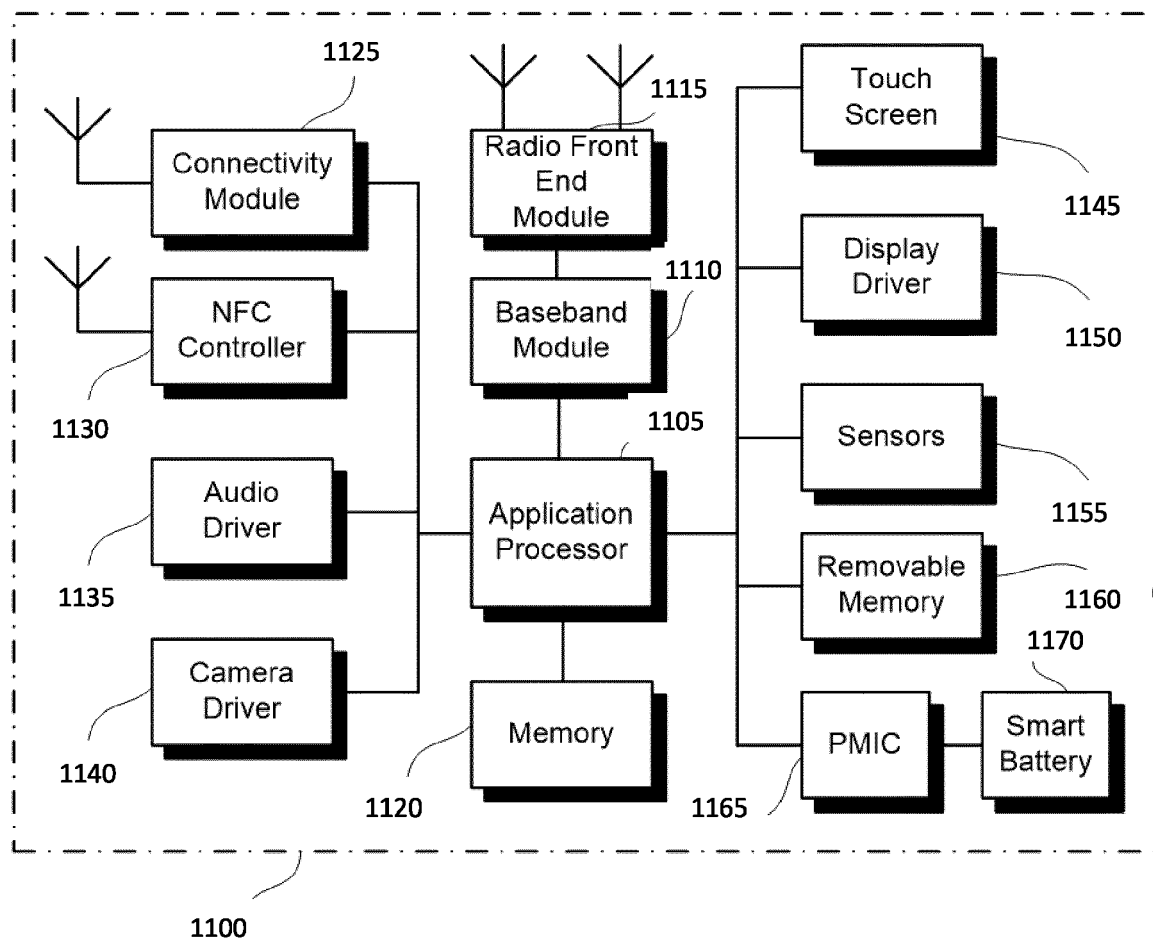 1125
Connectivity
Module
1115
Radio Front
End
Module
Touch
Screen
1145
NFC
Controller
1130
1110
Baseband
Module
Display
Driver
1150
1105
Audio
Driver
1135
Application
Processor
Sensors
1155
Removable
Memory
1160
Camera
Driver
1140
Memory
1120
PMIC
1165
1170
Smart
Battery
1100